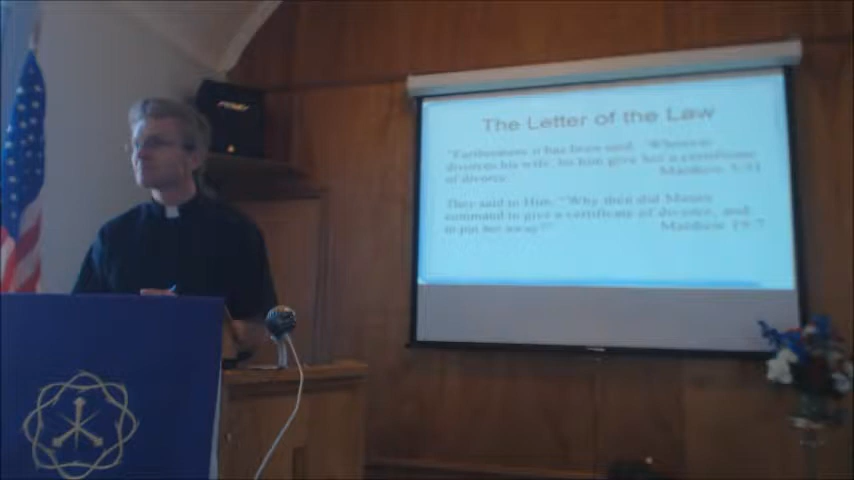 The Letter of the Law
"Furthermore it has been said, 'Whoever
divorces his wife, let him give her a certificate
of divorce. Matthew 5:31
They said to Him, "Why then did Moses
command to give a certificate of divorce, and
to put her away?" Matthew 19:7